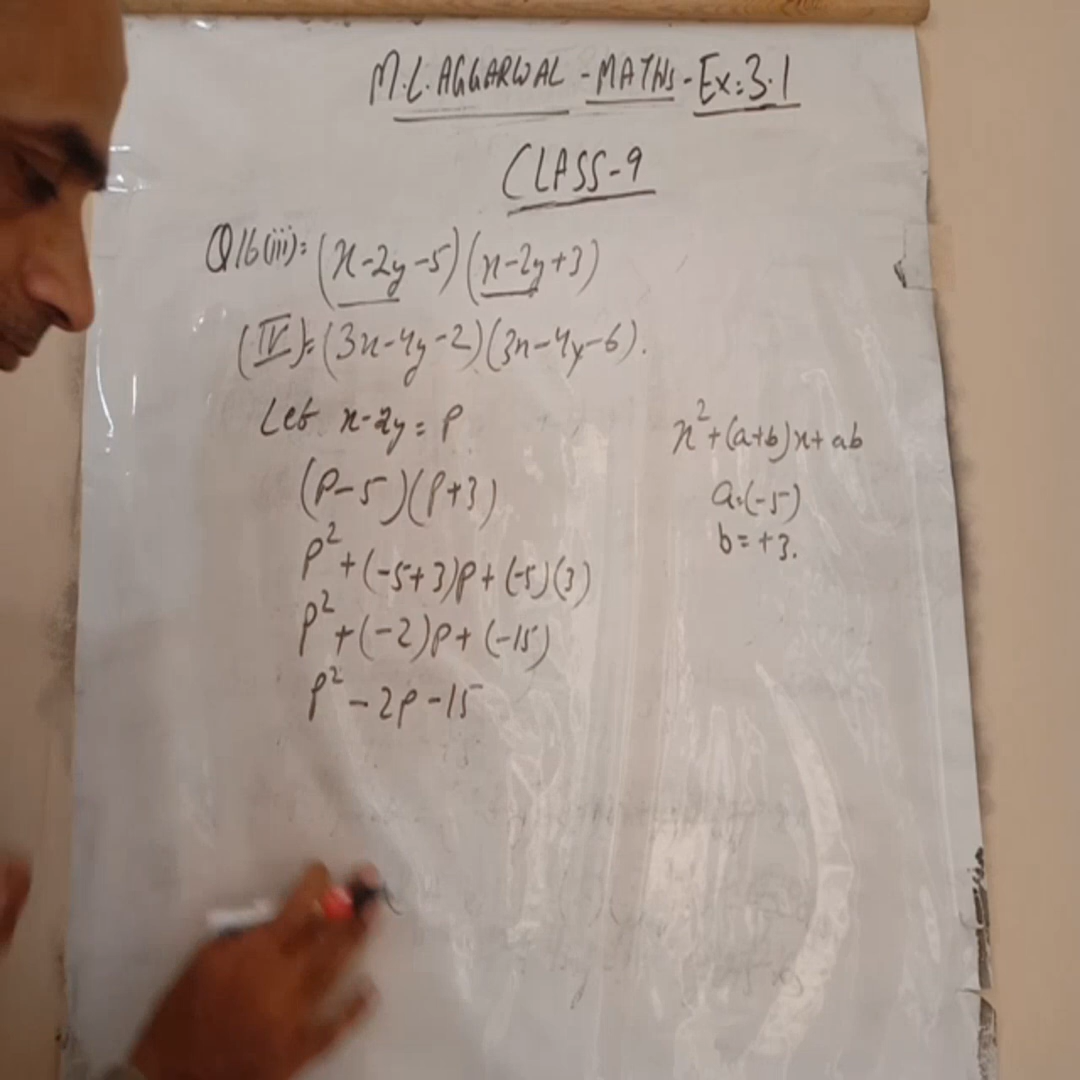 M.L.AGGARWAL - MATHS - Ex:3.1
CLASS-9
Q16(iii): (x-2y-5)(x-2y+3)
(IV): (3x-4y-2)(3x-4y-6).
Let x-2y = P
(P-5)(P+3)
P²+(-5+3)P+(-5)(3)
P²+(-2)P+(-15)
P²-2P-15
x²+(a+b)x+ab
a=(-5)
b=+3.